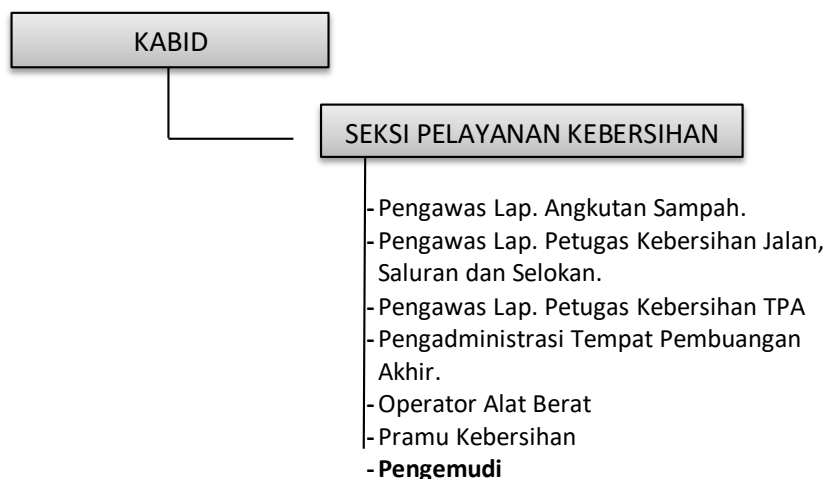 KABID
SEKSI PELAYANAN KEBERSIHAN
- Pengawas Lap. Angkutan Sampah.
- Pengawas Lap. Petugas Kebersihan Jalan,
Saluran dan Selokan.
- Pengawas Lap. Petugas Kebersihan TPA
- Pengadministrasi Tempat Pembuangan
Akhir.
- Operator Alat Berat
- Pramu Kebersihan
- Pengemudi